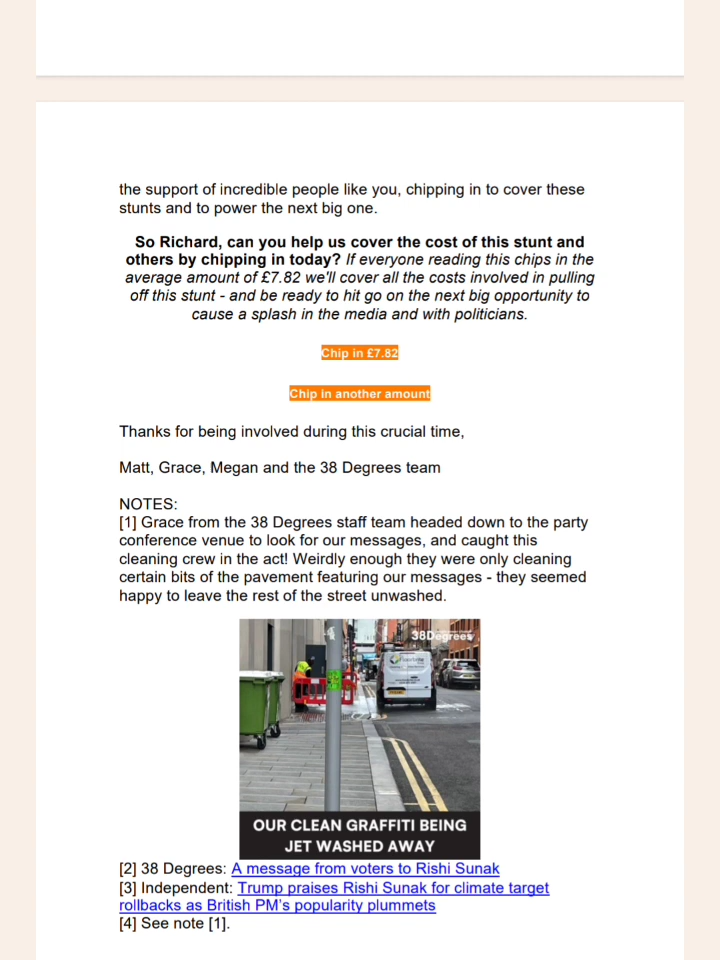 the support of incredible people like you, chipping in to cover these
stunts and to power the next big one.
So Richard, can you help us cover the cost of this stunt and
others by chipping in today? If everyone reading this chips in the
average amount of £7.82 we'll cover all the costs involved in pulling
off this stunt - and be ready to hit go on the next big opportunity to
cause a splash in the media and with politicians.
Chip in £7.82
Chip in another amount
Thanks for being involved during this crucial time,
Matt, Grace, Megan and the 38 Degrees team
NOTES:
[1] Grace from the 38 Degrees staff team headed down to the party
conference venue to look for our messages, and caught this
cleaning crew in the act! Weirdly enough they were only cleaning
certain bits of the pavement featuring our messages - they seemed
happy to leave the rest of the street unwashed.
38Degrees
OUR CLEAN GRAFFITI BEING
JET WASHED AWAY
[2] 38 Degrees: A message from voters to Rishi Sunak
[3] Independent: Trump praises Rishi Sunak for climate target
rollbacks as British PM's popularity plummets
[4] See note [1].